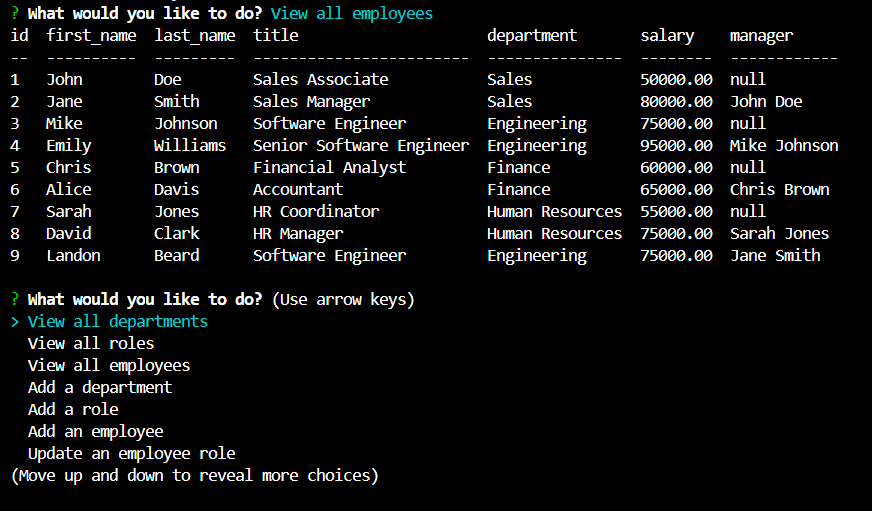 ? What would you like to do? View all employees
id  first_name  last_name  title                     department       salary    manager
--  ----------  ---------  ------------------------  ---------------  --------  ------------
1   John        Doe        Sales Associate           Sales            50000.00  null
2   Jane        Smith      Sales Manager             Sales            80000.00  John Doe
3   Mike        Johnson    Software Engineer         Engineering      75000.00  null
4   Emily       Williams   Senior Software Engineer  Engineering      95000.00  Mike Johnson
5   Chris       Brown      Financial Analyst         Finance          60000.00  null
6   Alice       Davis      Accountant                Finance          65000.00  Chris Brown
7   Sarah       Jones      HR Coordinator            Human Resources  55000.00  null
8   David       Clark      HR Manager                Human Resources  75000.00  Sarah Jones
9   Landon      Beard      Software Engineer         Engineering      75000.00  Jane Smith
? What would you like to do? (Use arrow keys)
> View all departments
  View all roles
  View all employees
  Add a department
  Add a role
  Add an employee
  Update an employee role
(Move up and down to reveal more choices)